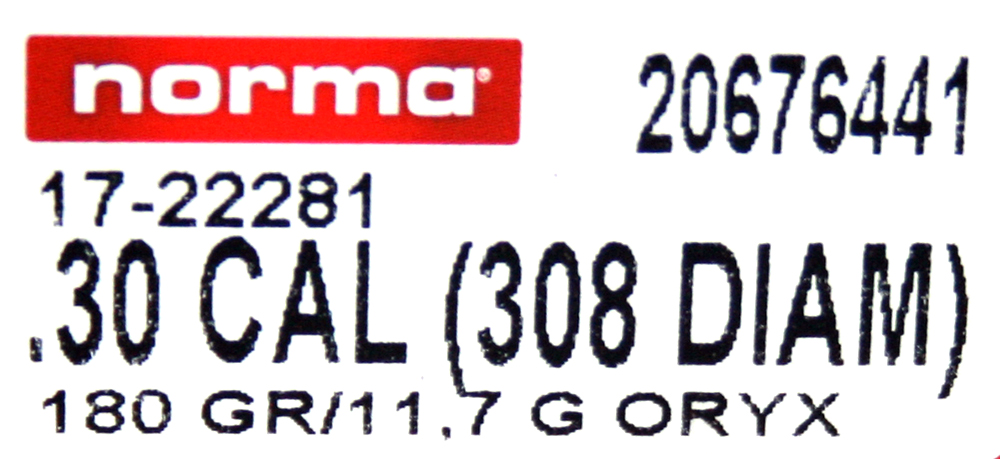 norma®
20676441
17-22281
.30 CAL (308 DIAM)
180 GR/11,7 G ORYX